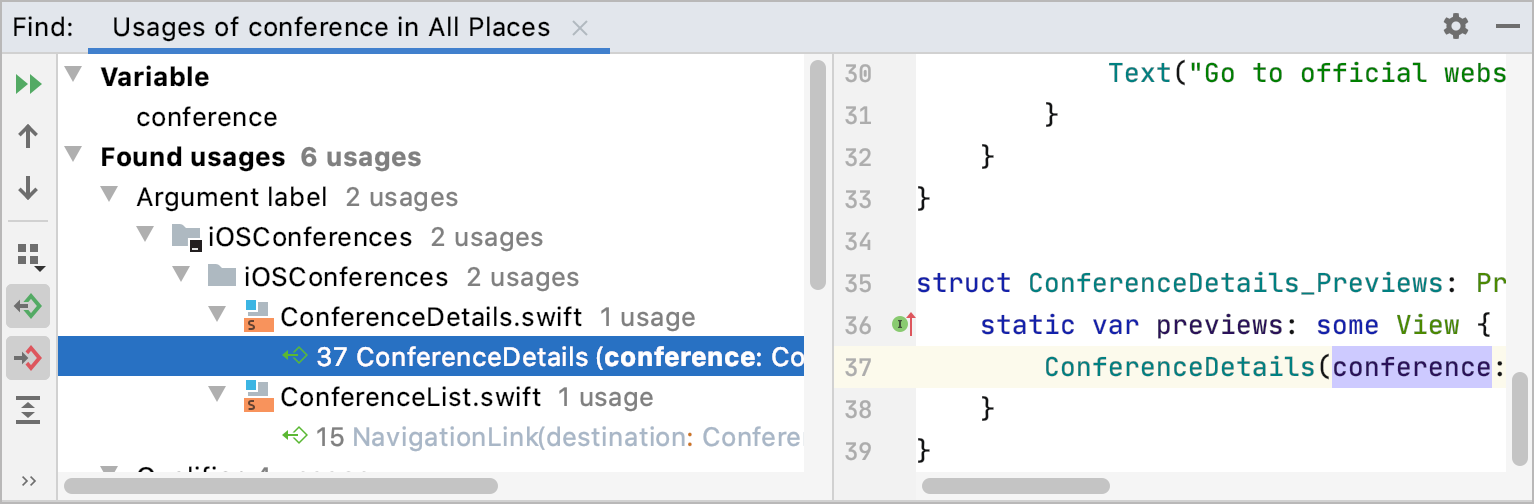 Find: Usages of conference in All Places
Variable
conference
Found usages 6 usages
Argument label 2 usages
iOSConferences 2 usages
iOSConferences 2 usages
ConferenceDetails.swift 1 usage
37 ConferenceDetails (conference: Co
ConferenceList.swift 1 usage
15 NavigationLink(destination: Confere
30 Text("Go to official webs
31 }
32 }
33 }
34
35 struct ConferenceDetails_Previews: Pr
36 static var previews: some View {
37 ConferenceDetails(conference:
38 }
39 }